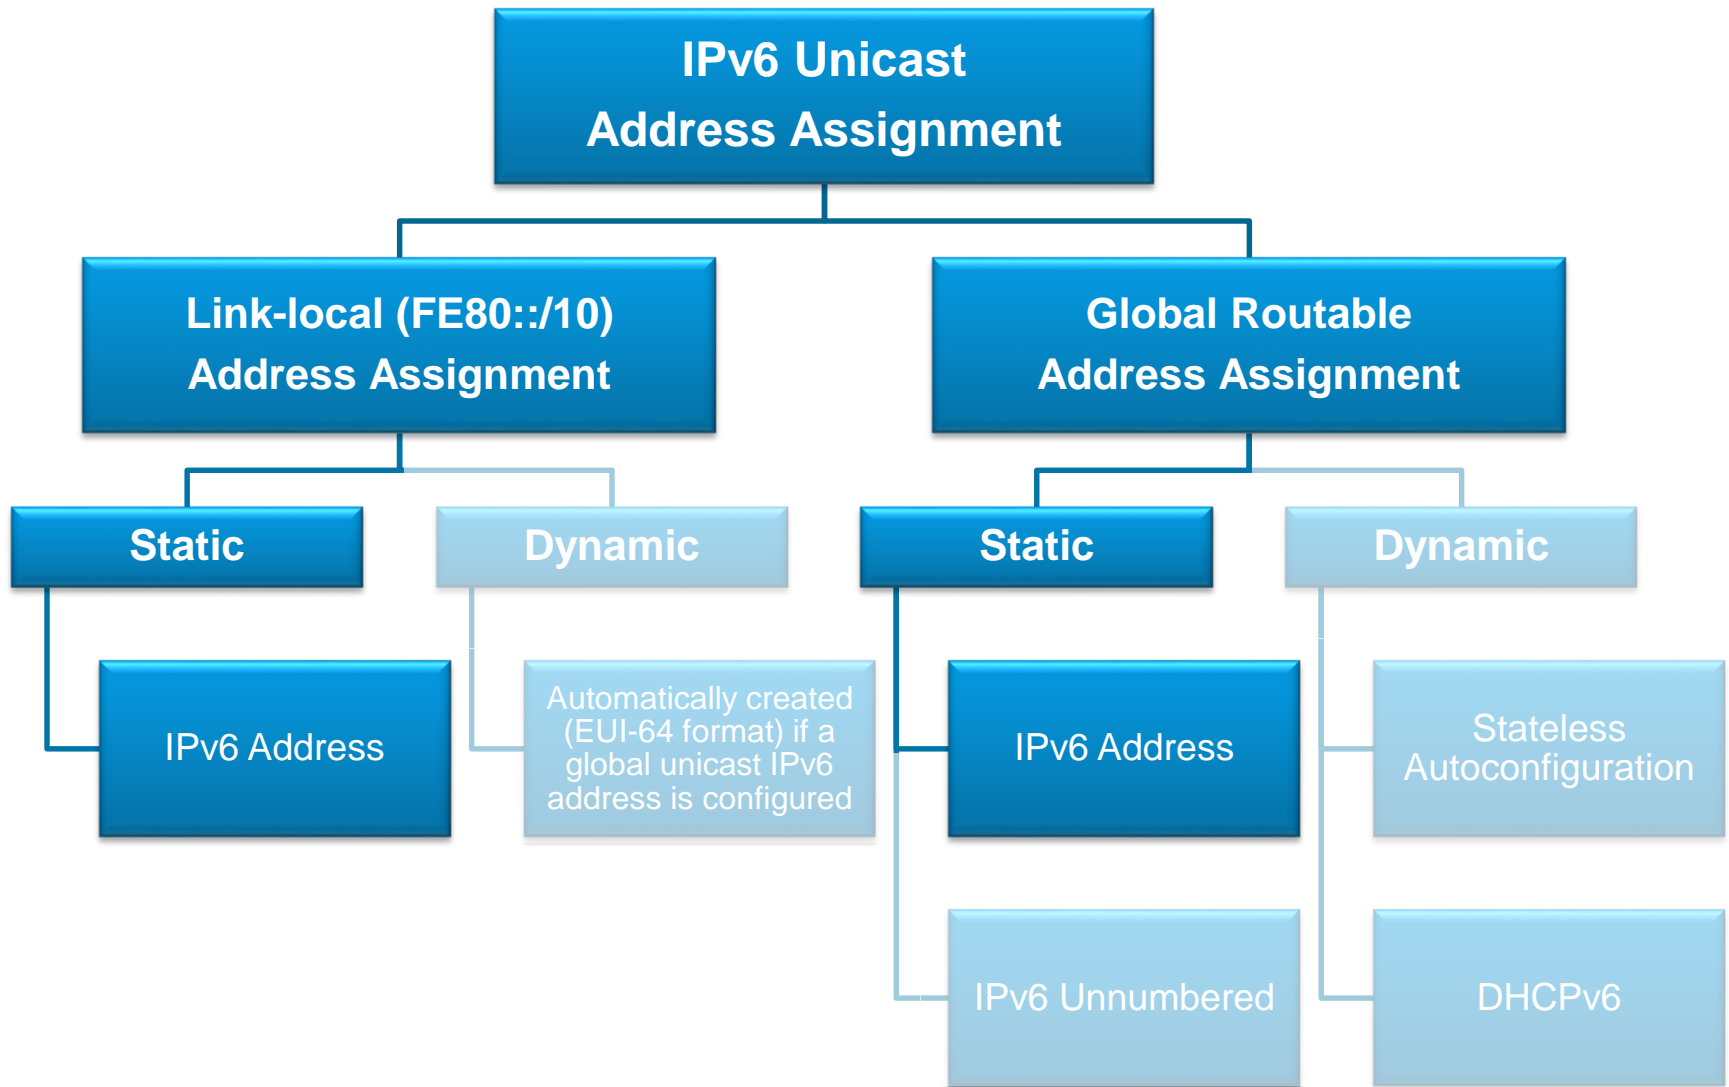 IPv6 Unicast
Address Assignment
Link-local (FE80::/10)
Address Assignment
Global Routable
Address Assignment
Static
Dynamic
Static
Dynamic
IPv6 Address
Automatically created
(EUI-64 format) if a
global unicast IPv6
address is configured
IPv6 Address
Stateless
Autoconfiguration
IPv6 Unnumbered
DHCPv6